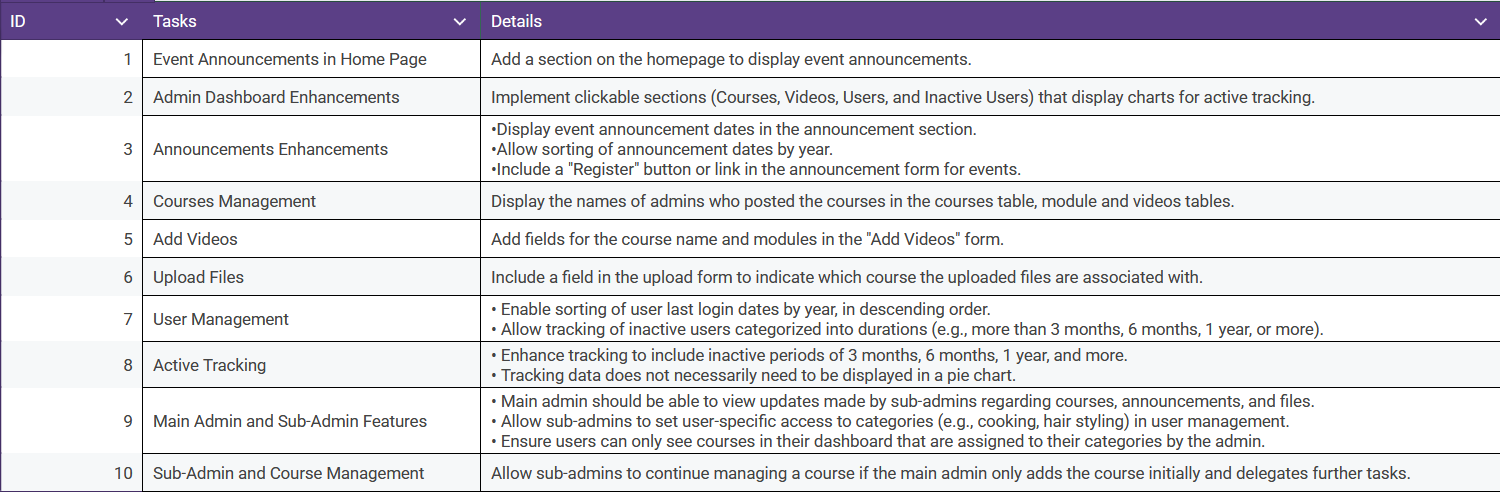 ID Tasks Details
1 Event Announcements in Home Page Add a section on the homepage to display event announcements.
2 Admin Dashboard Enhancements Implement clickable sections (Courses, Videos, Users, and Inactive Users) that display charts for active tracking.
3 Announcements Enhancements •Display event announcement dates in the announcement section.
•Allow sorting of announcement dates by year.
•Include a "Register" button or link in the announcement form for events.
4 Courses Management Display the names of admins who posted the courses in the courses table, module and videos tables.
5 Add Videos Add fields for the course name and modules in the "Add Videos" form.
6 Upload Files Include a field in the upload form to indicate which course the uploaded files are associated with.
7 User Management • Enable sorting of user last login dates by year, in descending order.
• Allow tracking of inactive users categorized into durations (e.g., more than 3 months, 6 months, 1 year, or more).
8 Active Tracking • Enhance tracking to include inactive periods of 3 months, 6 months, 1 year, and more.
• Tracking data does not necessarily need to be displayed in a pie chart.
9 Main Admin and Sub-Admin Features • Main admin should be able to view updates made by sub-admins regarding courses, announcements, and files.
• Allow sub-admins to set user-specific access to categories (e.g., cooking, hair styling) in user management.
• Ensure users can only see courses in their dashboard that are assigned to their categories by the admin.
10 Sub-Admin and Course Management Allow sub-admins to continue managing a course if the main admin only adds the course initially and delegates further tasks.